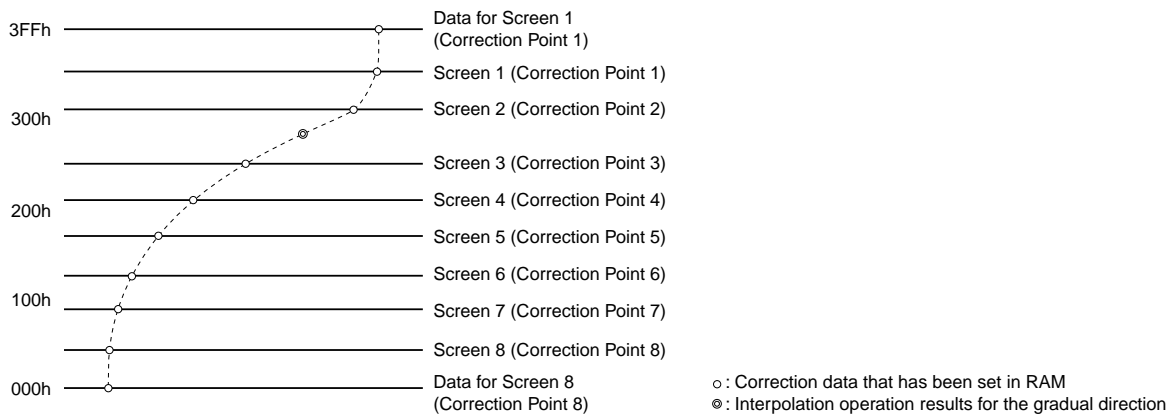 3FFh
Data for Screen 1
(Correction Point 1)
Screen 1 (Correction Point 1)
300h
Screen 2 (Correction Point 2)
Screen 3 (Correction Point 3)
200h
Screen 4 (Correction Point 4)
Screen 5 (Correction Point 5)
Screen 6 (Correction Point 6)
100h
Screen 7 (Correction Point 7)
Screen 8 (Correction Point 8)
000h
Data for Screen 8
(Correction Point 8)
: Correction data that has been set in RAM
: Interpolation operation results for the gradual direction